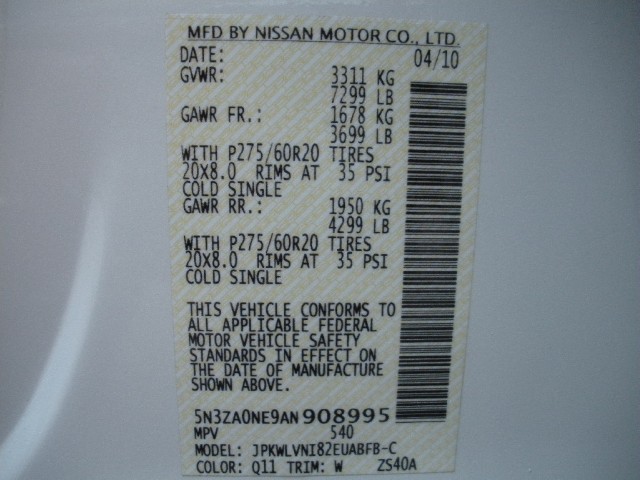 MFD BY NISSAN MOTOR CO., LTD.
DATE: 04/10
GVWR: 3311 KG
7299 LB
GAWR FR.: 1678 KG
3699 LB
WITH P275/60R20 TIRES
20X8.0 RIMS AT 35 PSI
COLD SINGLE
GAWR RR.: 1950 KG
4299 LB
WITH P275/60R20 TIRES
20X8.0 RIMS AT 35 PSI
COLD SINGLE
THIS VEHICLE CONFORMS TO
ALL APPLICABLE FEDERAL
MOTOR VEHICLE SAFETY
STANDARDS IN EFFECT ON
THE DATE OF MANUFACTURE
SHOWN ABOVE.
5N3ZA0NE9AN908995
MPV 540
MODEL: JPKWLVNI82EUABFB-C
COLOR: Q11 TRIM: W ZS40A